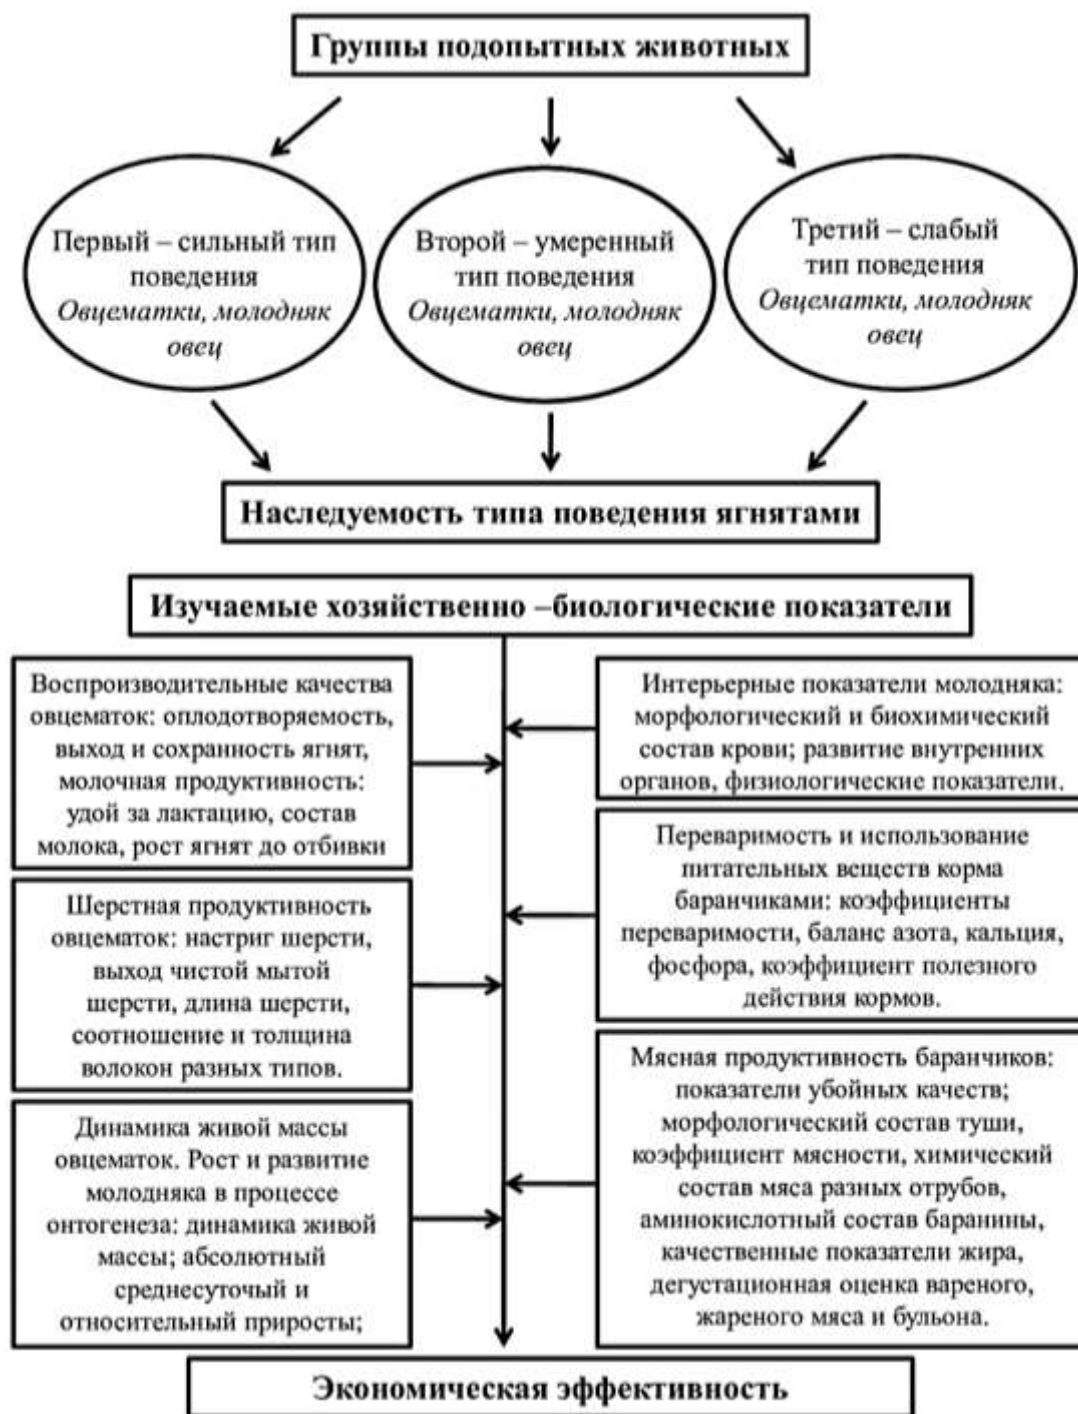 Группы подопытных животных
Первый – сильный тип
поведения
Овцематки, молодняк
овец
Второй – умеренный
тип поведения
Овцематки, молодняк
овец
Третий – слабый
тип поведения
Овцематки, молодняк
овец
Наследуемость типа поведения ягнятами
Изучаемые хозяйственно –биологические показатели
Воспроизводительные качества
овцематок: оплодотворяемость,
выход и сохранность ягнят,
молочная продуктивность:
удой за лактацию, состав
молока, рост ягнят до отбивки
Шерстная продуктивность
овцематок: настриг шерсти,
выход чистой мытой
шерсти, длина шерсти,
соотношение и толщина
волокон разных типов.
Динамика живой массы
овцематок. Рост и развитие
молодняка в процессе
онтогенеза: динамика живой
массы; абсолютный
среднесуточый и
относительный приросты;
Интерьерные показатели молодняка:
морфологический и биохимический
состав крови; развитие внутренних
органов, физиологические показатели.
Переваримость и использование
питательных веществ корма
баранчиками: коэффициенты
переваримости, баланс азота, кальция,
фосфора, коэффициент полезного
действия кормов.
Мясная продуктивность баранчиков:
показатели убойных качеств;
морфологический состав туши,
коэффициент мясности, химический
состав мяса разных отрубов,
аминокислотный состав баранины,
качественные показатели жира,
дегустационная оценка вареного,
жареного мяса и бульона.
Экономическая эффективность